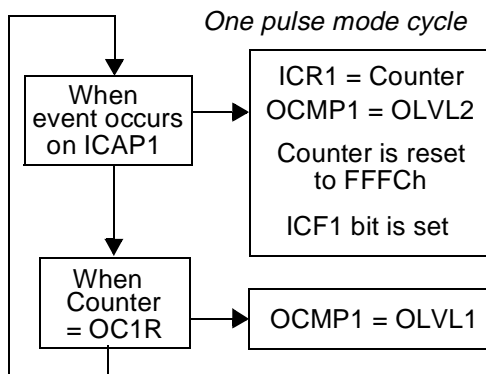 One pulse mode cycle
When
event occurs
on ICAP1
ICR1 = Counter
OCMP1 = OLVL2
Counter is reset
to FFFCh
ICF1 bit is set
When
Counter
= OC1R
OCMP1 = OLVL1